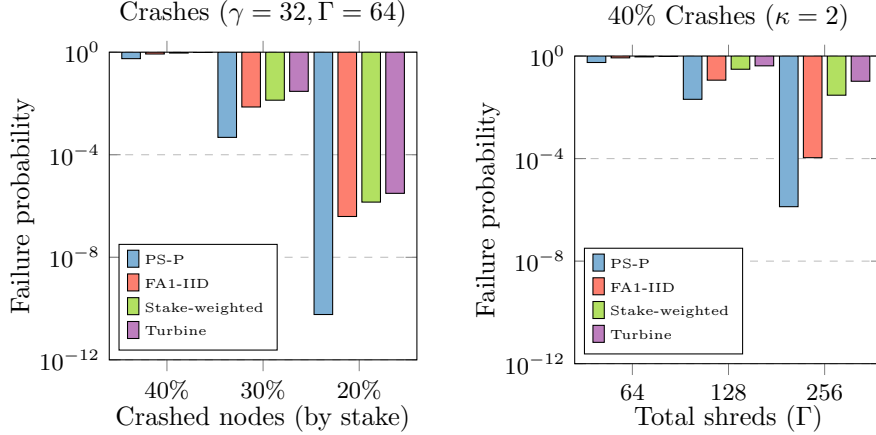 Crashes (γ = 32, Γ = 64)
10^0
10^−4
10^−8
10^−12
Failure probability
PS-P
FA1-IID
Stake-weighted
Turbine
40%
30%
20%
Crashed nodes (by stake)
40% Crashes (κ = 2)
10^0
10^−4
10^−8
10^−12
Failure probability
PS-P
FA1-IID
Stake-weighted
Turbine
64
128
256
Total shreds (Γ)